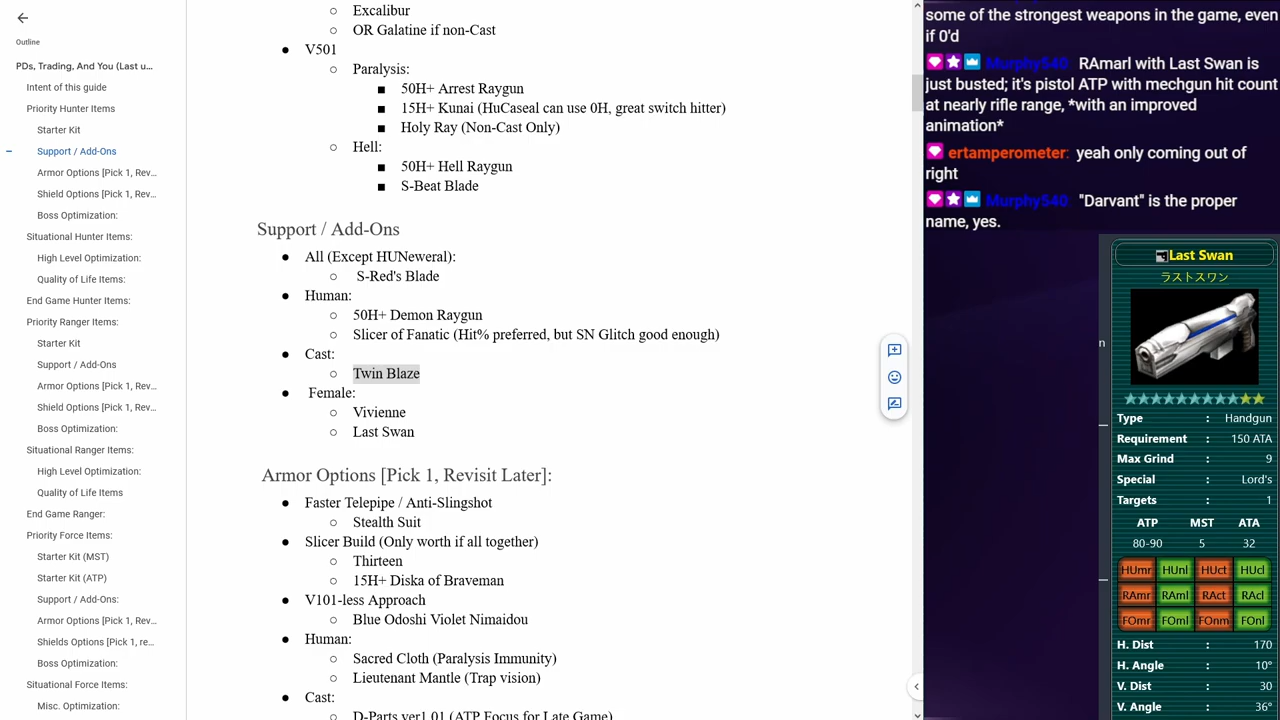 Outline
PDs, Trading, And You (Last u...
Intent of this guide
Priority Hunter Items
Starter Kit
Support / Add-Ons
Armor Options [Pick 1, Rev...
Shield Options [Pick 1, Rev...
Boss Optimization:
Situational Hunter Items:
High Level Optimization:
Quality of Life Items:
End Game Hunter Items:
Priority Ranger Items:
Starter Kit
Support / Add-Ons
Armor Options [Pick 1, Rev...
Shield Options [Pick 1, Rev...
Boss Optimization:
Situational Ranger Items:
High Level Optimization:
Quality of Life Items
End Game Ranger:
Priority Force Items:
Starter Kit (MST)
Starter Kit (ATP)
Support / Add-Ons:
Armor Options [Pick 1, Rev...
Shields Options [Pick 1, re...
Boss Optimization:
Situational Force Items:
Misc. Optimization:
Excalibur
OR Galatine if non-Cast
V501
Paralysis:
50H+ Arrest Raygun
15H+ Kunai (HuCaseal can use 0H, great switch hitter)
Holy Ray (Non-Cast Only)
Hell:
50H+ Hell Raygun
S-Beat Blade
Support / Add-Ons
All (Except HUNeweral):
S-Red's Blade
Human:
50H+ Demon Raygun
Slicer of Fanatic (Hit% preferred, but SN Glitch good enough)
Cast:
Twin Blaze
Female:
Vivienne
Last Swan
Armor Options [Pick 1, Revisit Later]:
Faster Telepipe / Anti-Slingshot
Stealth Suit
Slicer Build (Only worth if all together)
Thirteen
15H+ Diska of Braveman
V101-less Approach
Blue Odoshi Violet Nimaidou
Human:
Sacred Cloth (Paralysis Immunity)
Lieutenant Mantle (Trap vision)
Cast:
D-Parts ver1.01 (ATP Focus for Late Game)
some of the strongest weapons in the game, even
if 0'd
Murphy540: RAmarl with Last Swan is
just busted; it's pistol ATP with mechgun hit count
at nearly rifle range, *with an improved
animation*
ertamperometer: yeah only coming out of
right
Murphy540: "Darvant" is the proper
name, yes.
n
Last Swan
ラストスワン
Type : Handgun
Requirement : 150 ATA
Max Grind : 9
Special : Lord's
Targets : 1
ATP MST ATA
80-90 5 32
HUmr HUnl HUct HUcl
RAmr RAml RAct RAcl
FOmr FOml FOnm FOnl
H. Dist : 170
H. Angle : 10°
V. Dist : 30
V. Angle : 36°